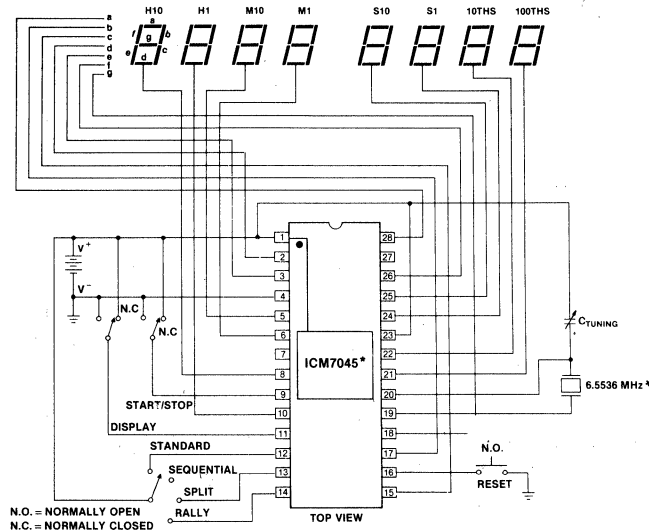 H10 H1 M10 M1 S10 S1 10THS 100THS
a
b
c
d
e
f
g
a
f b
g
e c
d
V+
V−
N.C
N.C
START/STOP
DISPLAY
STANDARD
SEQUENTIAL
SPLIT
RALLY
1 28
2 27
3 26
4 25
5 24
6 23
7 22
8 21
9 20
10 19
11 18
12 17
13 16
14 15
ICM7045*
CTUNING
6.5536 MHz*
N.O.
RESET
N.O. = NORMALLY OPEN
N.C. = NORMALLY CLOSED
TOP VIEW